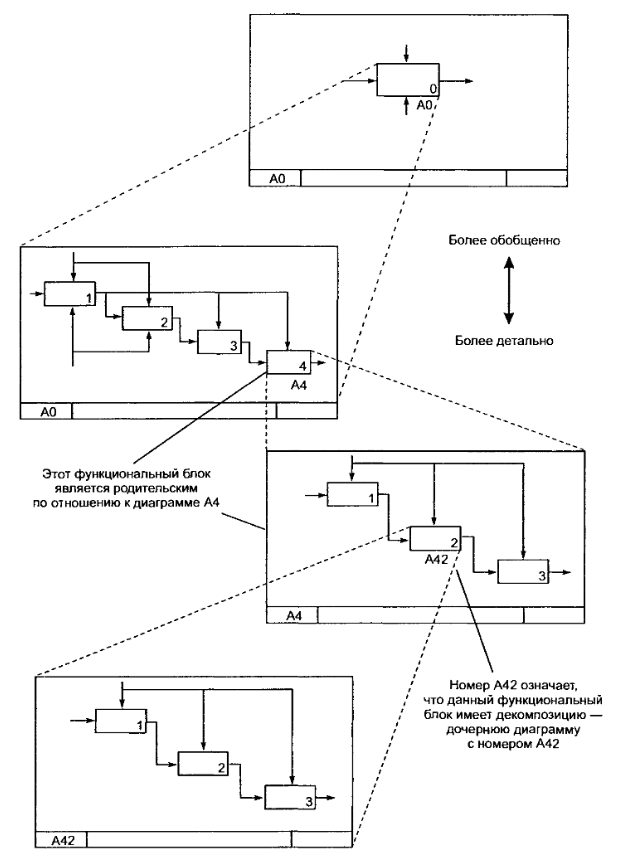 0
A0
A0
Более обобщенно
Более детально
1
2
3
4
A4
A0
Этот функциональный блок
является родительским
по отношению к диаграмме A4
1
2
A42
3
A4
Номер A42 означает,
что данный функциональный
блок имеет декомпозицию —
дочернюю диаграмму
с номером A42
1
2
3
A42